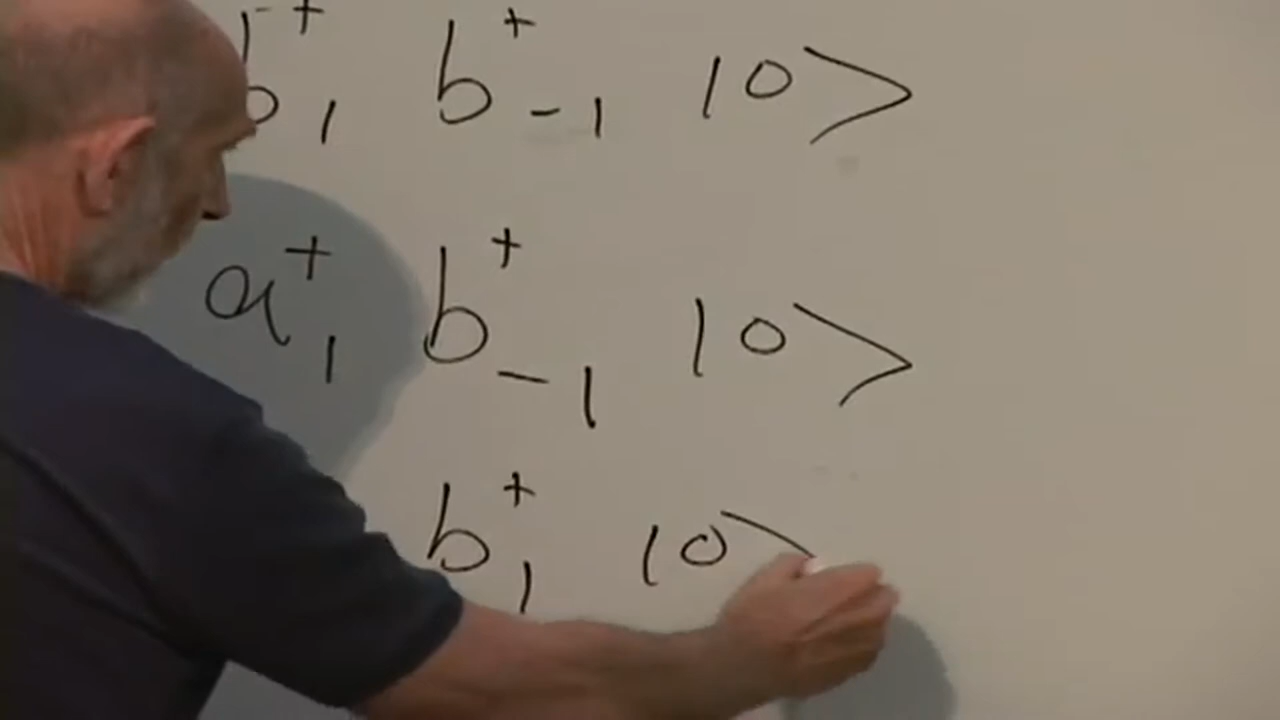 b⁺₁ b⁺₋₁ |0>
a⁺₁ b⁺₋₁ |0>
b⁺₁ |0>